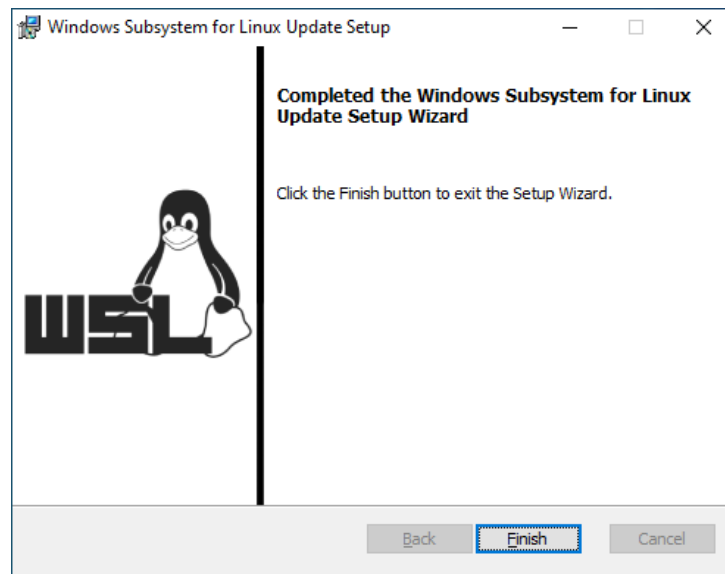 Windows Subsystem for Linux Update Setup
Completed the Windows Subsystem for Linux
Update Setup Wizard
Click the Finish button to exit the Setup Wizard.
WSL
Back
Finish
Cancel